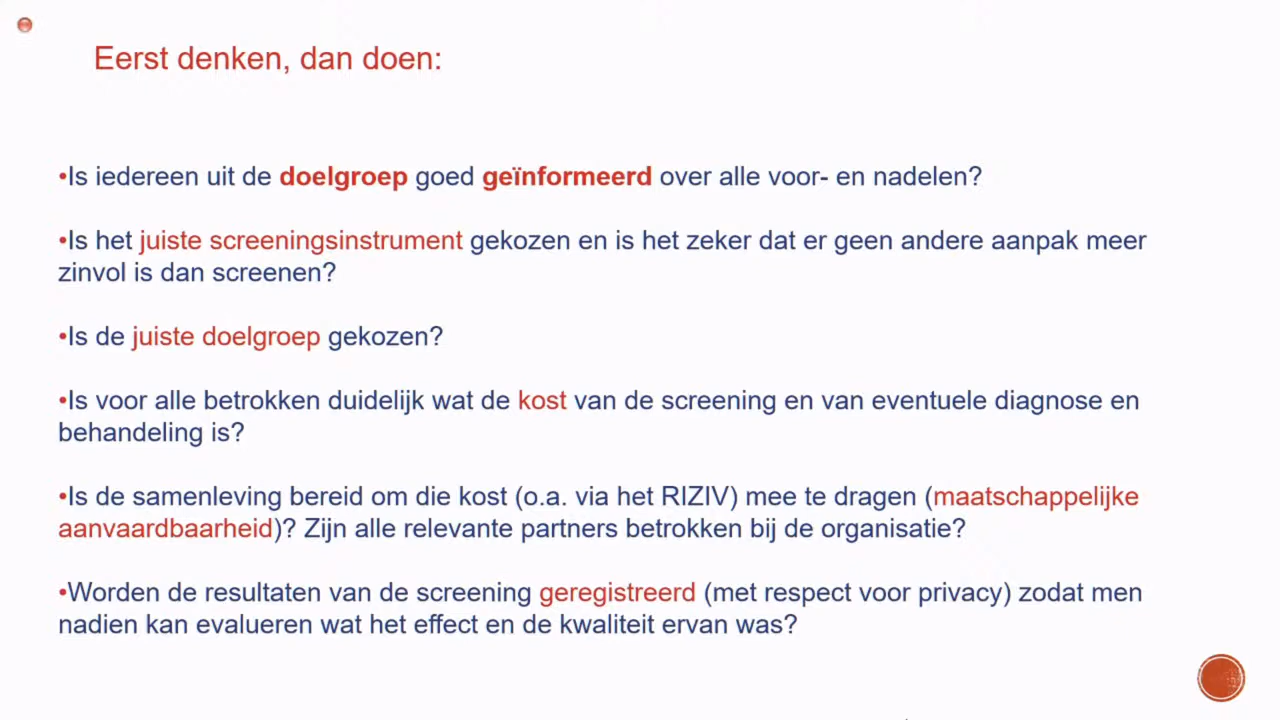 Eerst denken, dan doen:
•Is iedereen uit de doelgroep goed geïnformeerd over alle voor- en nadelen?
•Is het juiste screeningsinstrument gekozen en is het zeker dat er geen andere aanpak meer
zinvol is dan screenen?
•Is de juiste doelgroep gekozen?
•Is voor alle betrokken duidelijk wat de kost van de screening en van eventuele diagnose en
behandeling is?
•Is de samenleving bereid om die kost (o.a. via het RIZIV) mee te dragen (maatschappelijke
aanvaardbaarheid)? Zijn alle relevante partners betrokken bij de organisatie?
•Worden de resultaten van de screening geregistreerd (met respect voor privacy) zodat men
nadien kan evalueren wat het effect en de kwaliteit ervan was?